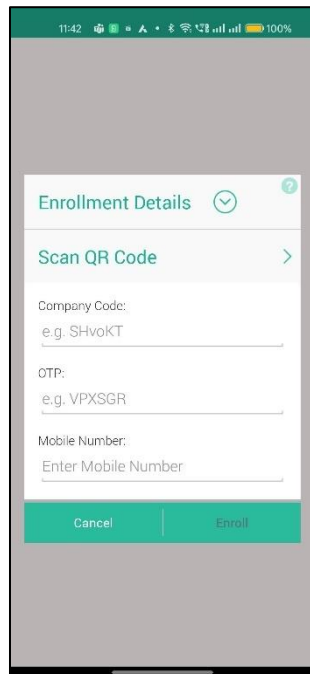 11:42 100%
?
Enrollment Details
Scan QR Code
Company Code:
e.g. SHvoKT
OTP:
e.g. VPXSGR
Mobile Number:
Enter Mobile Number
Cancel Enroll